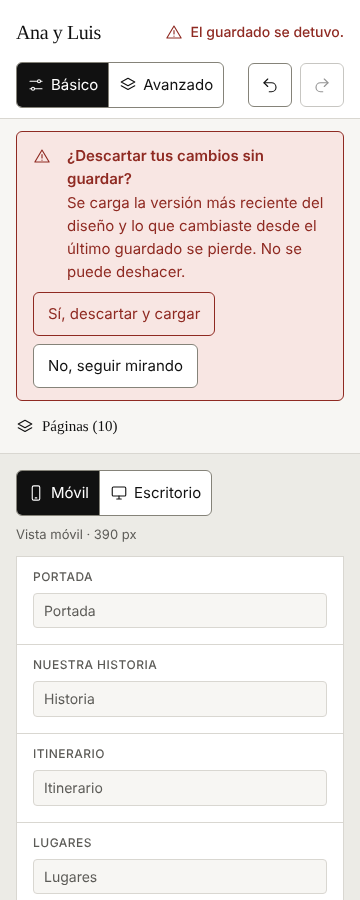 Ana y Luis
El guardado se detuvo.
Básico
Avanzado
¿Descartar tus cambios sin
guardar?
Se carga la versión más reciente del
diseño y lo que cambiaste desde el
último guardado se pierde. No se
puede deshacer.
Sí, descartar y cargar
No, seguir mirando
Páginas (10)
Móvil
Escritorio
Vista móvil · 390 px
PORTADA
Portada
NUESTRA HISTORIA
Historia
ITINERARIO
Itinerario
LUGARES
Lugares